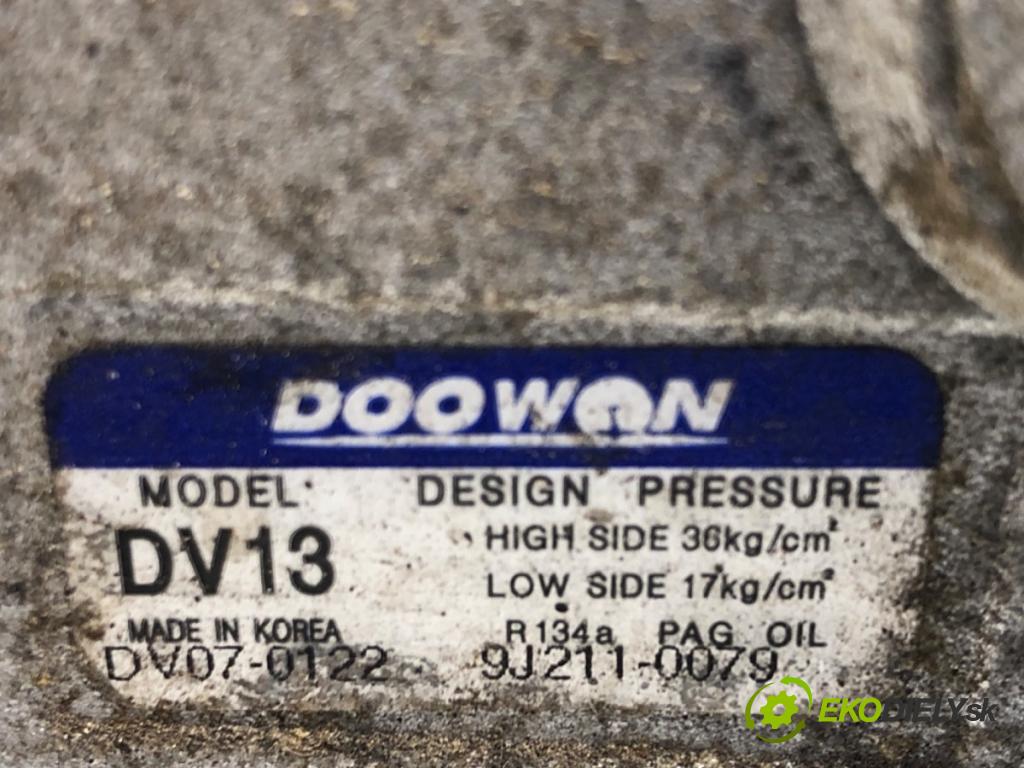 DOOWON
MODEL DESIGN PRESSURE
DV13 HIGH SIDE 36kg/cm²
LOW SIDE 17kg/cm²
MADE IN KOREA R134a PAG OIL
DV07-0122 9J211-0079
EKODIELY.sk